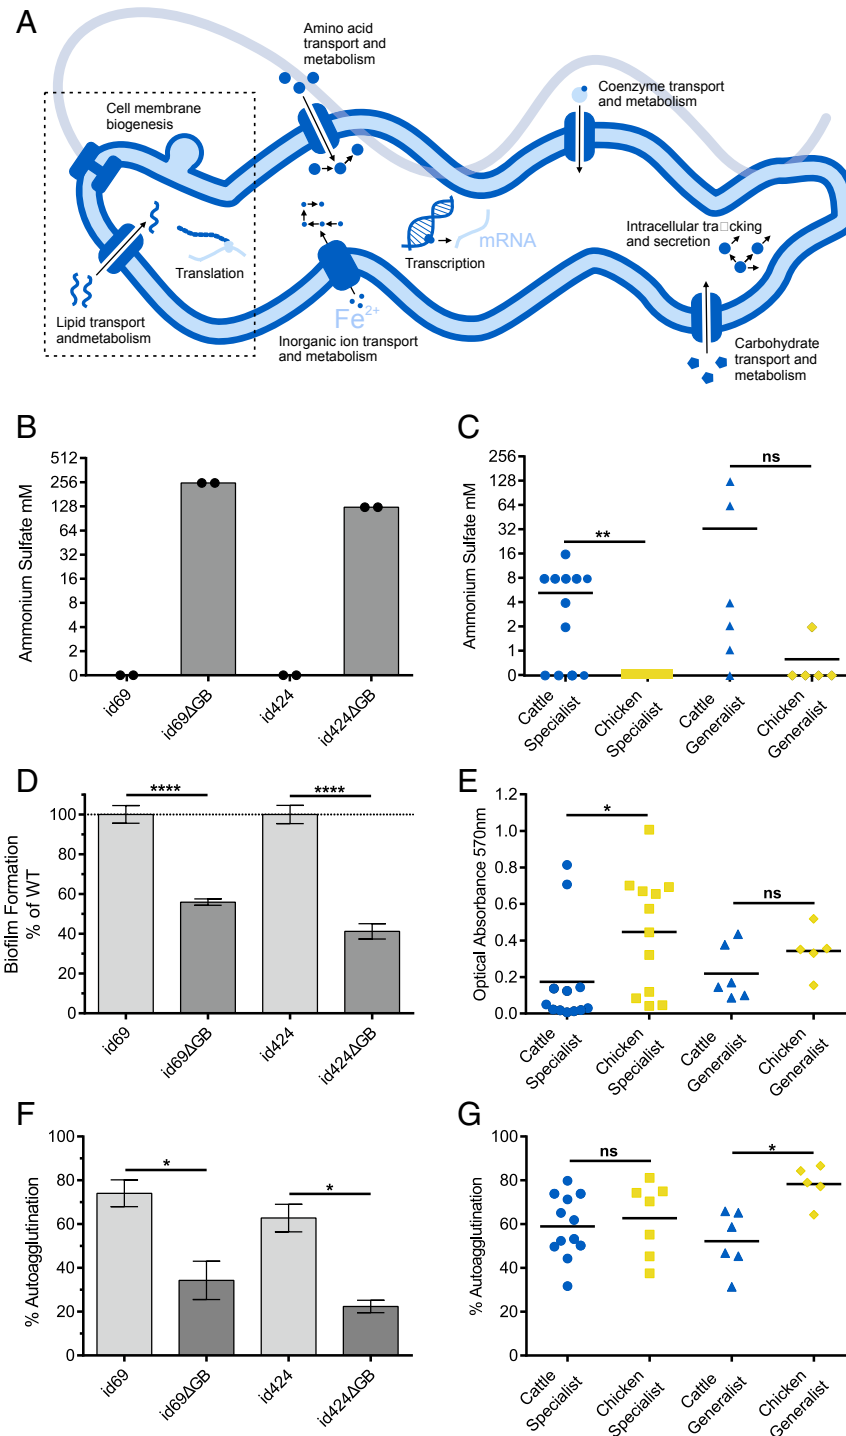 A
Amino acid
transport and
metabolism
Coenzyme transport
and metabolism
Cell membrane
biogenesis
Translation
mRNA
Transcription
Intracellular tra□cking
and secretion
Lipid transport
andmetabolism
Fe2+
Inorganic ion transport
and metabolism
Carbohydrate
transport and
metabolism
B
Ammonium Sulfate mM
512
256
128
64
32
16
8
4
2
1
0
id69
id69ΔGB
id424
id424ΔGB
C
Ammonium Sulfate mM
256
128
64
32
16
8
4
2
1
0
**
ns
Cattle
Specialist
Chicken
Specialist
Cattle
Generalist
Chicken
Generalist
D
Biofilm Formation
% of WT
100
80
60
40
20
0
****
****
id69
id69ΔGB
id424
id424ΔGB
E
Optical Absorbance 570nm
1.2
1.0
0.8
0.6
0.4
0.2
0.0
*
ns
Cattle
Specialist
Chicken
Specialist
Cattle
Generalist
Chicken
Generalist
F
% Autoagglutination
100
80
60
40
20
0
*
*
id69
id69ΔGB
id424
id424ΔGB
G
% Autoagglutination
100
80
60
40
20
0
ns
*
Cattle
Specialist
Chicken
Specialist
Cattle
Generalist
Chicken
Generalist